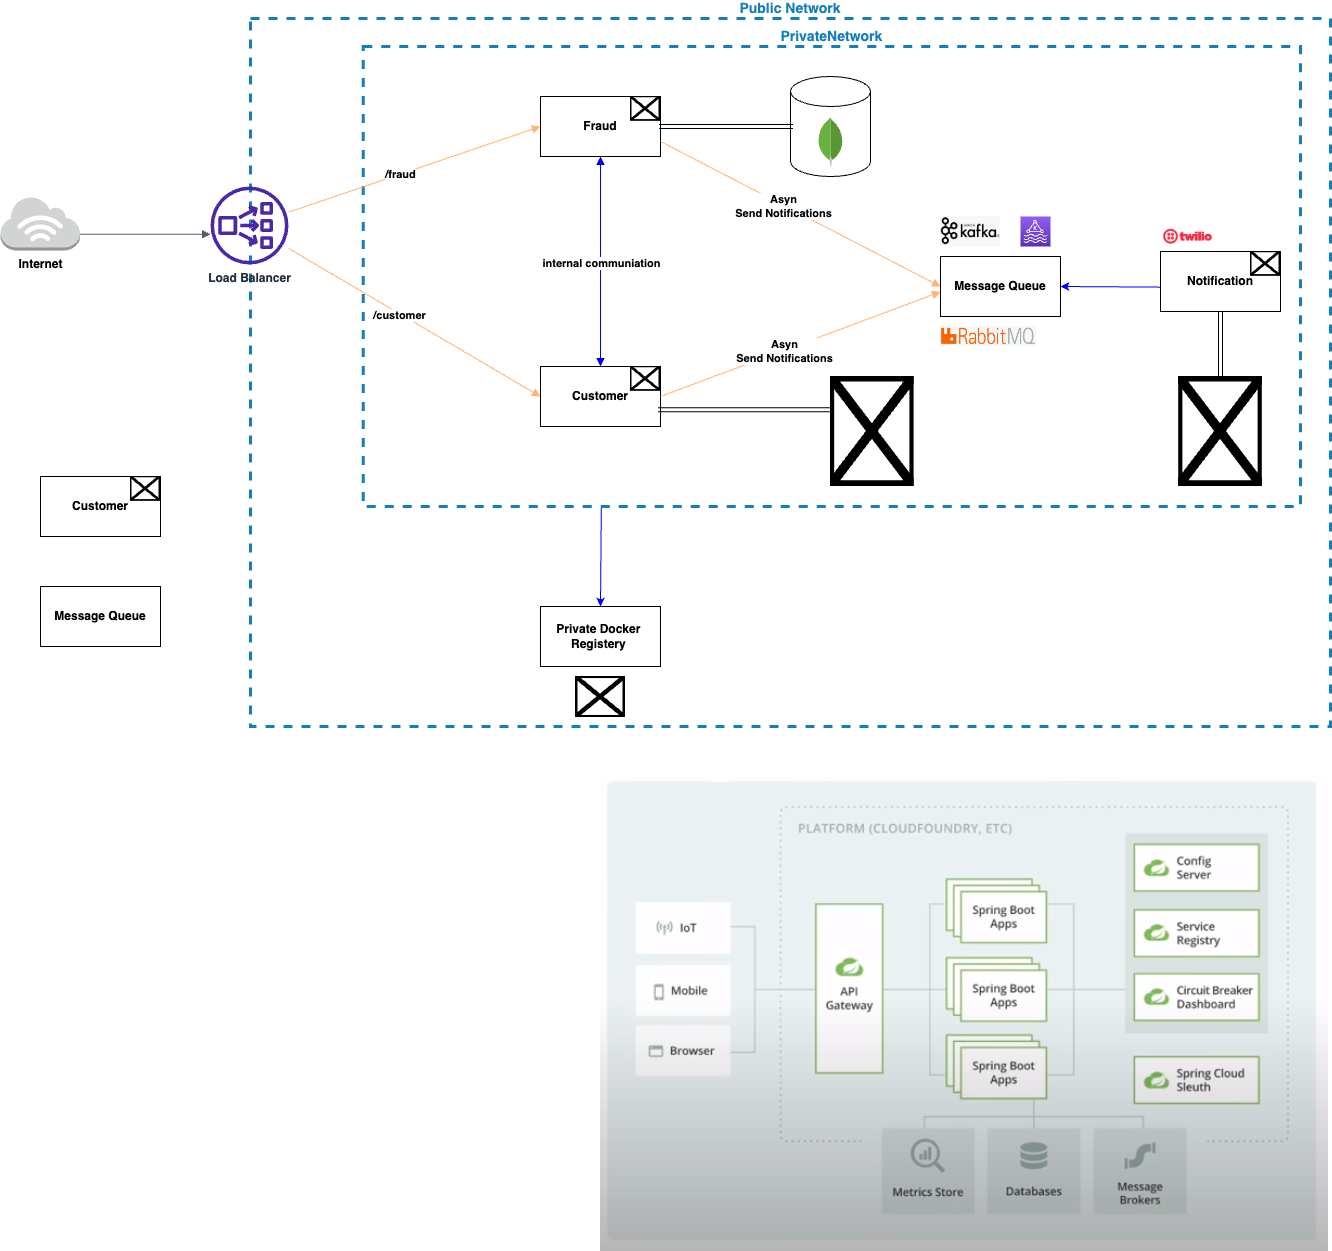 Public Network
PrivateNetwork
Fraud
/fraud
Asyn
Send Notifications
kafka
twilio
Internet
Load Balancer
internal communiation
Message Queue
Notification
RabbitMQ
/customer
Asyn
Send Notifications
Customer
Customer
Message Queue
Private Docker
Registery
PLATFORM (CLOUDFOUNDRY, ETC)
Config
Server
IoT
Spring Boot
Apps
Service
Registry
Mobile
API
Gateway
Spring Boot
Apps
Circuit Breaker
Dashboard
Browser
Spring Boot
Apps
Spring Cloud
Sleuth
Metrics Store
Databases
Message
Brokers